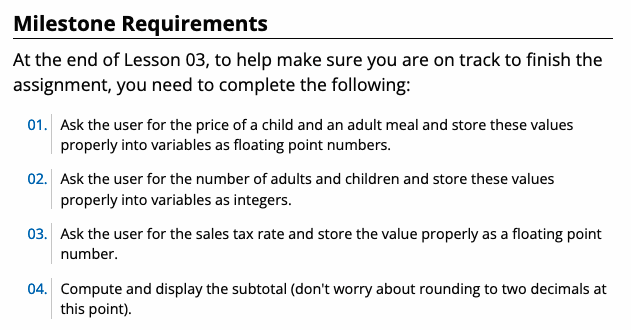 Milestone Requirements
At the end of Lesson 03, to help make sure you are on track to finish the
assignment, you need to complete the following:
01. Ask the user for the price of a child and an adult meal and store these values
properly into variables as floating point numbers.
02. Ask the user for the number of adults and children and store these values
properly into variables as integers.
03. Ask the user for the sales tax rate and store the value properly as a floating point
number.
04. Compute and display the subtotal (don't worry about rounding to two decimals at
this point).